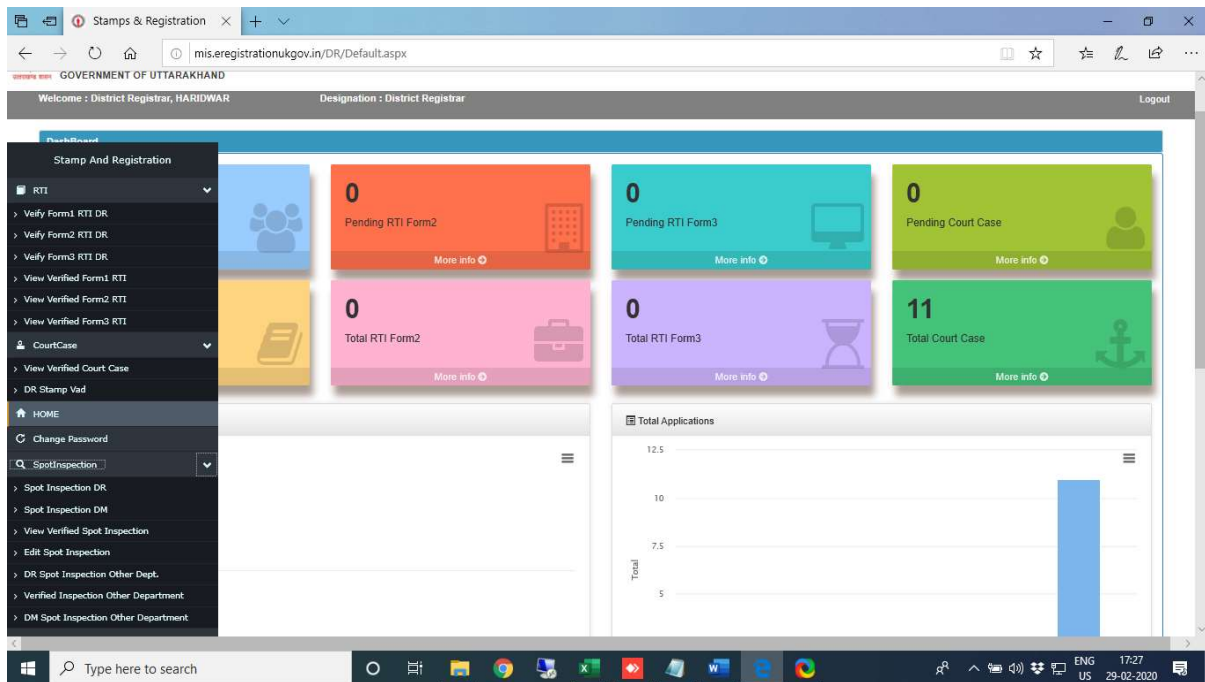 Stamps & Registration
mis.eregistrationukgov.in/DR/Default.aspx
GOVERNMENT OF UTTARAKHAND
Welcome : District Registrar, HARIDWAR
Designation : District Registrar
Logout
DashBoard
Stamp And Registration
RTI
Veify Form1 RTI DR
Veify Form2 RTI DR
Veify Form3 RTI DR
View Verified Form1 RTI
View Verified Form2 RTI
View Verified Form3 RTI
CourtCase
View Verified Court Case
DR Stamp Vad
HOME
Change Password
SpotInspection
Spot Inspection DR
Spot Inspection DM
View Verified Spot Inspection
Edit Spot Inspection
DR Spot Inspection Other Dept.
Verified Inspection Other Department
DM Spot Inspection Other Department
0
Pending RTI Form2
More info
0
Pending RTI Form3
More info
0
Pending Court Case
More info
0
Total RTI Form2
More info
0
Total RTI Form3
More info
11
Total Court Case
More info
Total Applications
12.5
10
7.5
5
Total
Type here to search
ENG
US
17:27
29-02-2020